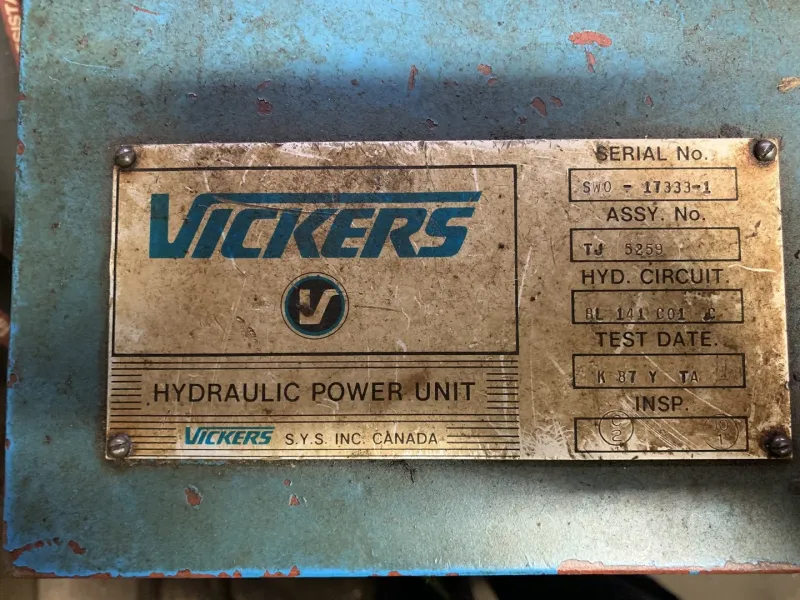 VICKERS
V
HYDRAULIC POWER UNIT
VICKERS S.Y.S. INC. CANADA
SERIAL No.
SWO - 17333-1
ASSY. No.
TJ 5259
HYD. CIRCUIT.
BL 141 C01 C
TEST DATE.
K 87 Y TA
INSP.